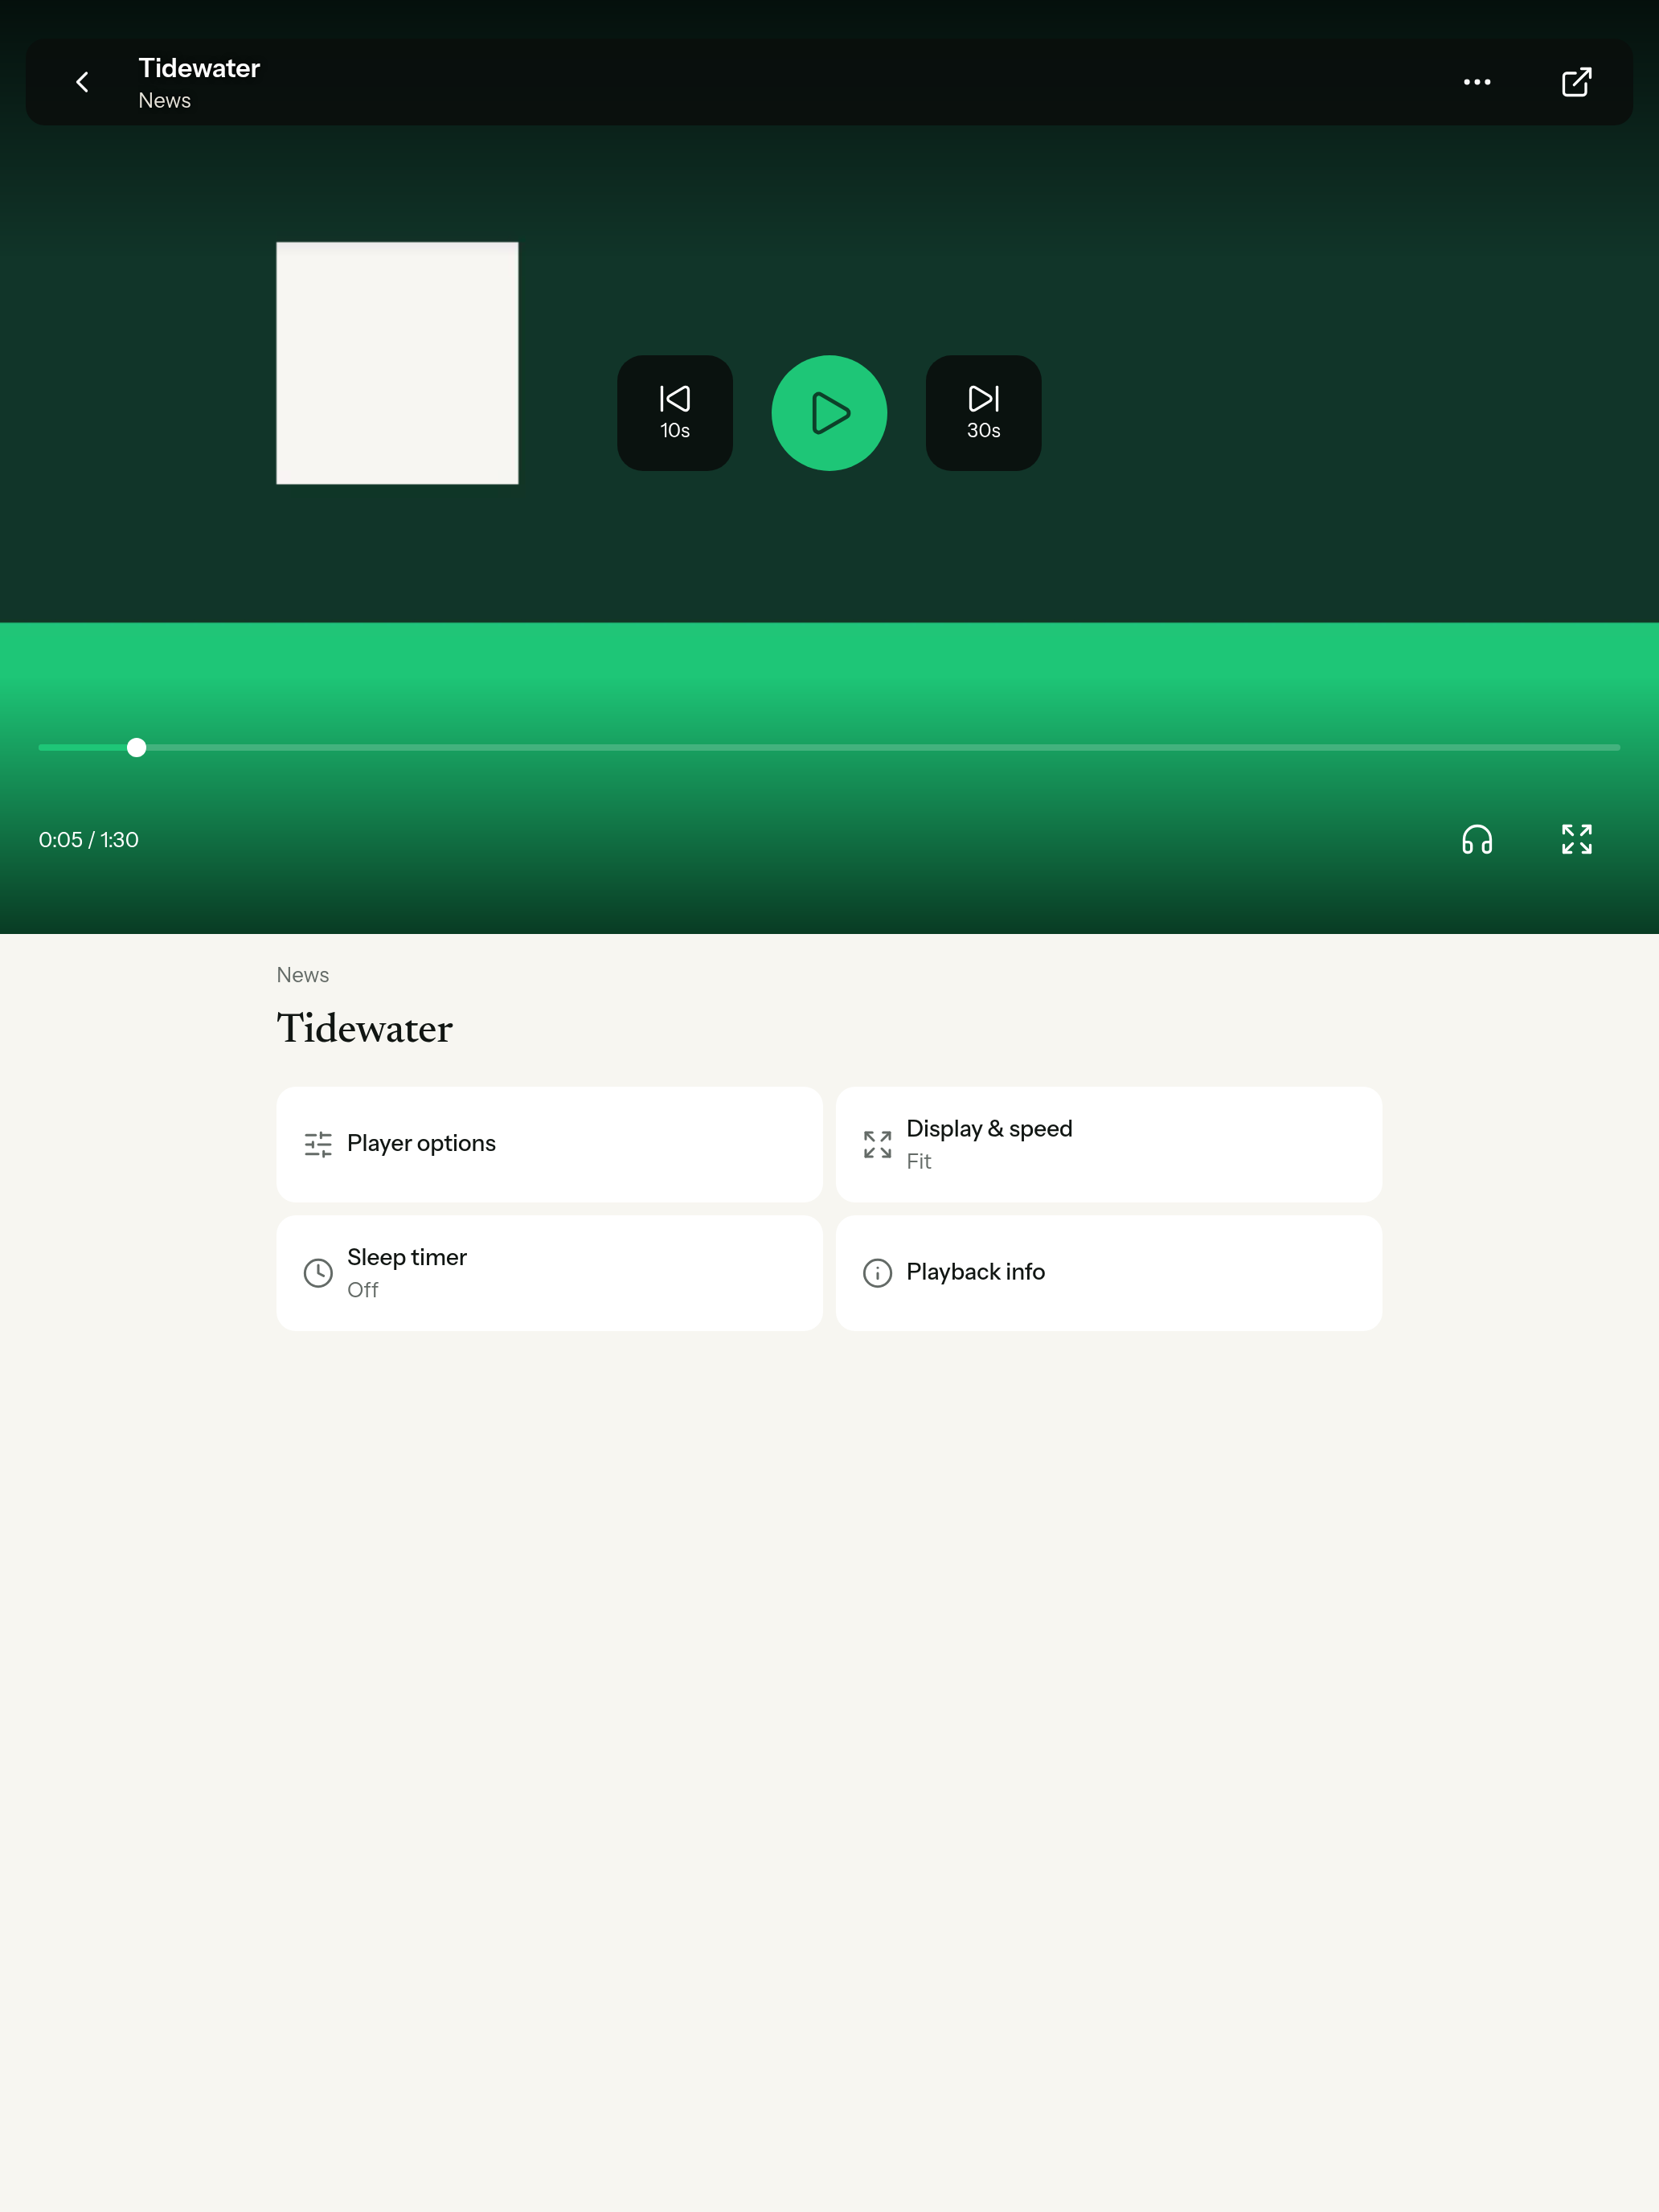 Tidewater
News
10s
30s
0:05 / 1:30
News
Tidewater
Player options
Display & speed
Fit
Sleep timer
Off
Playback info